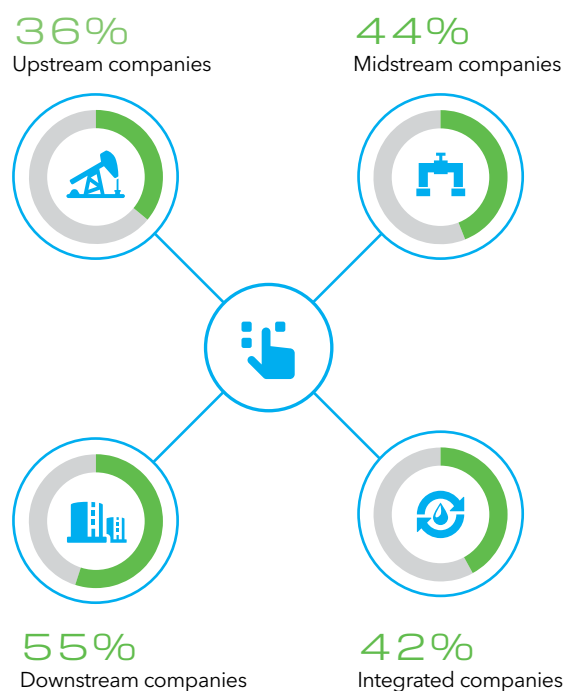 36%
Upstream companies
44%
Midstream companies
55%
Downstream companies
42%
Integrated companies